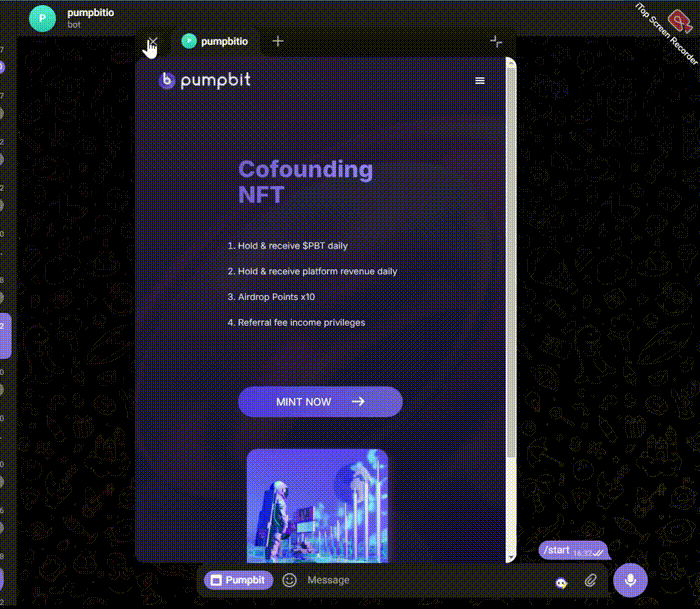 pumpbitio
bot
P
iTop Screen Recorder
pumpbitio
pumpbit
Cofounding
NFT
1. Hold & receive $PBT daily
2. Hold & receive platform revenue daily
3. Airdrop Points x10
4. Referral fee income privileges
MINT NOW
/start 16:32
Pumpbit
Message